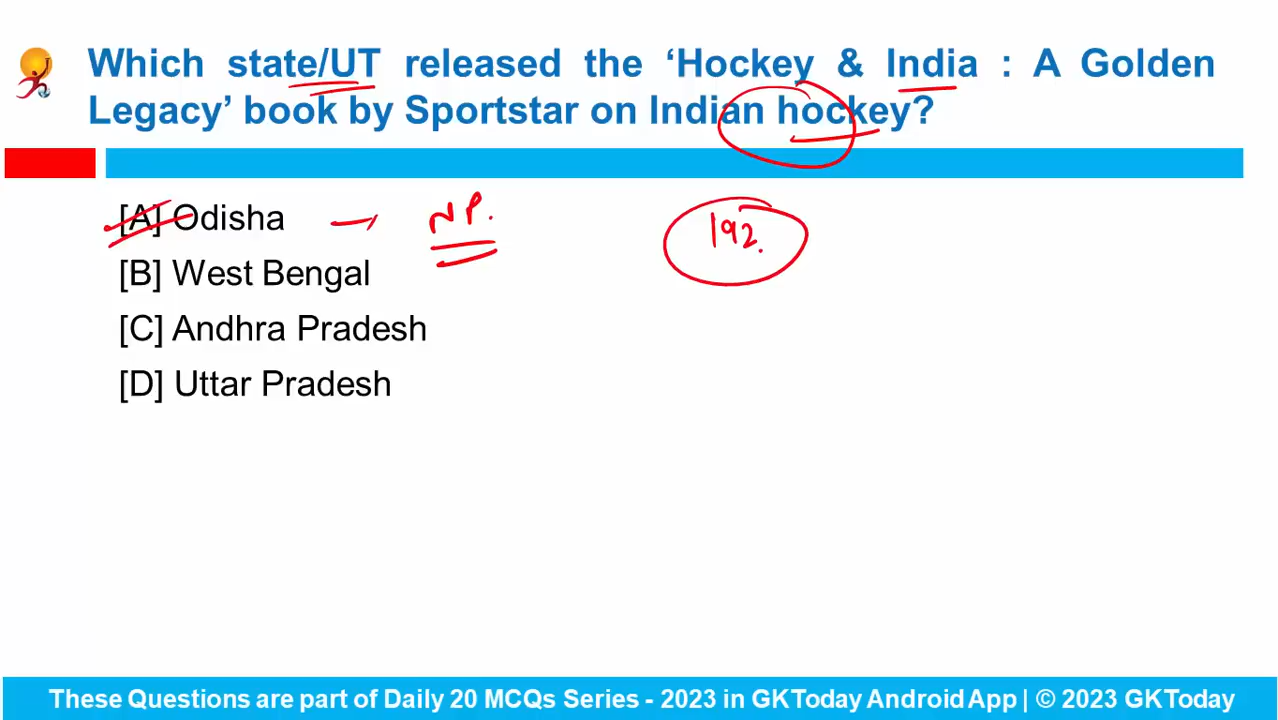 Which state/UT released the ‘Hockey & India : A Golden
Legacy’ book by Sportstar on Indian hockey?
[A] Odisha → NP. 192.
[B] West Bengal
[C] Andhra Pradesh
[D] Uttar Pradesh
These Questions are part of Daily 20 MCQs Series - 2023 in GKToday Android App | © 2023 GKToday